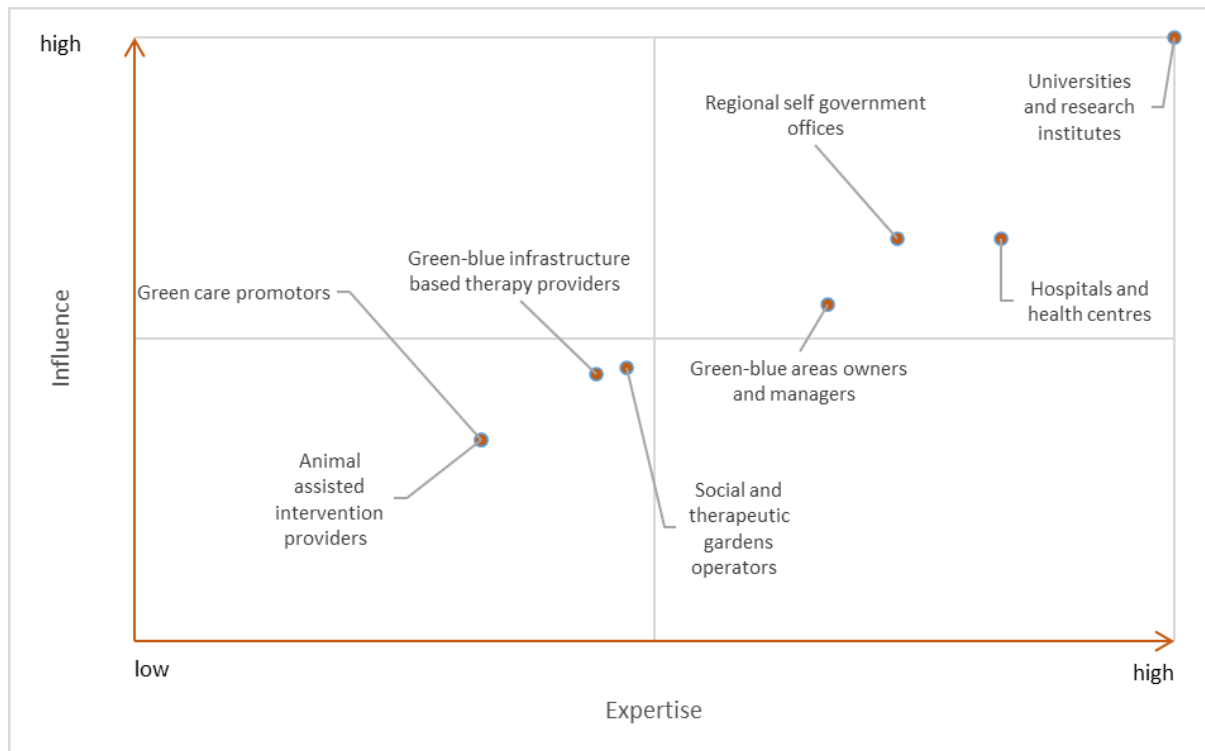 high
Universities
and research
institutes
Regional self government
offices
Green-blue infrastructure
based therapy providers
Green care promotors
Hospitals and
health centres
Influence
Green-blue areas owners
and managers
Animal
assisted
intervention
providers
Social and
therapeutic
gardens
operators
low
high
Expertise